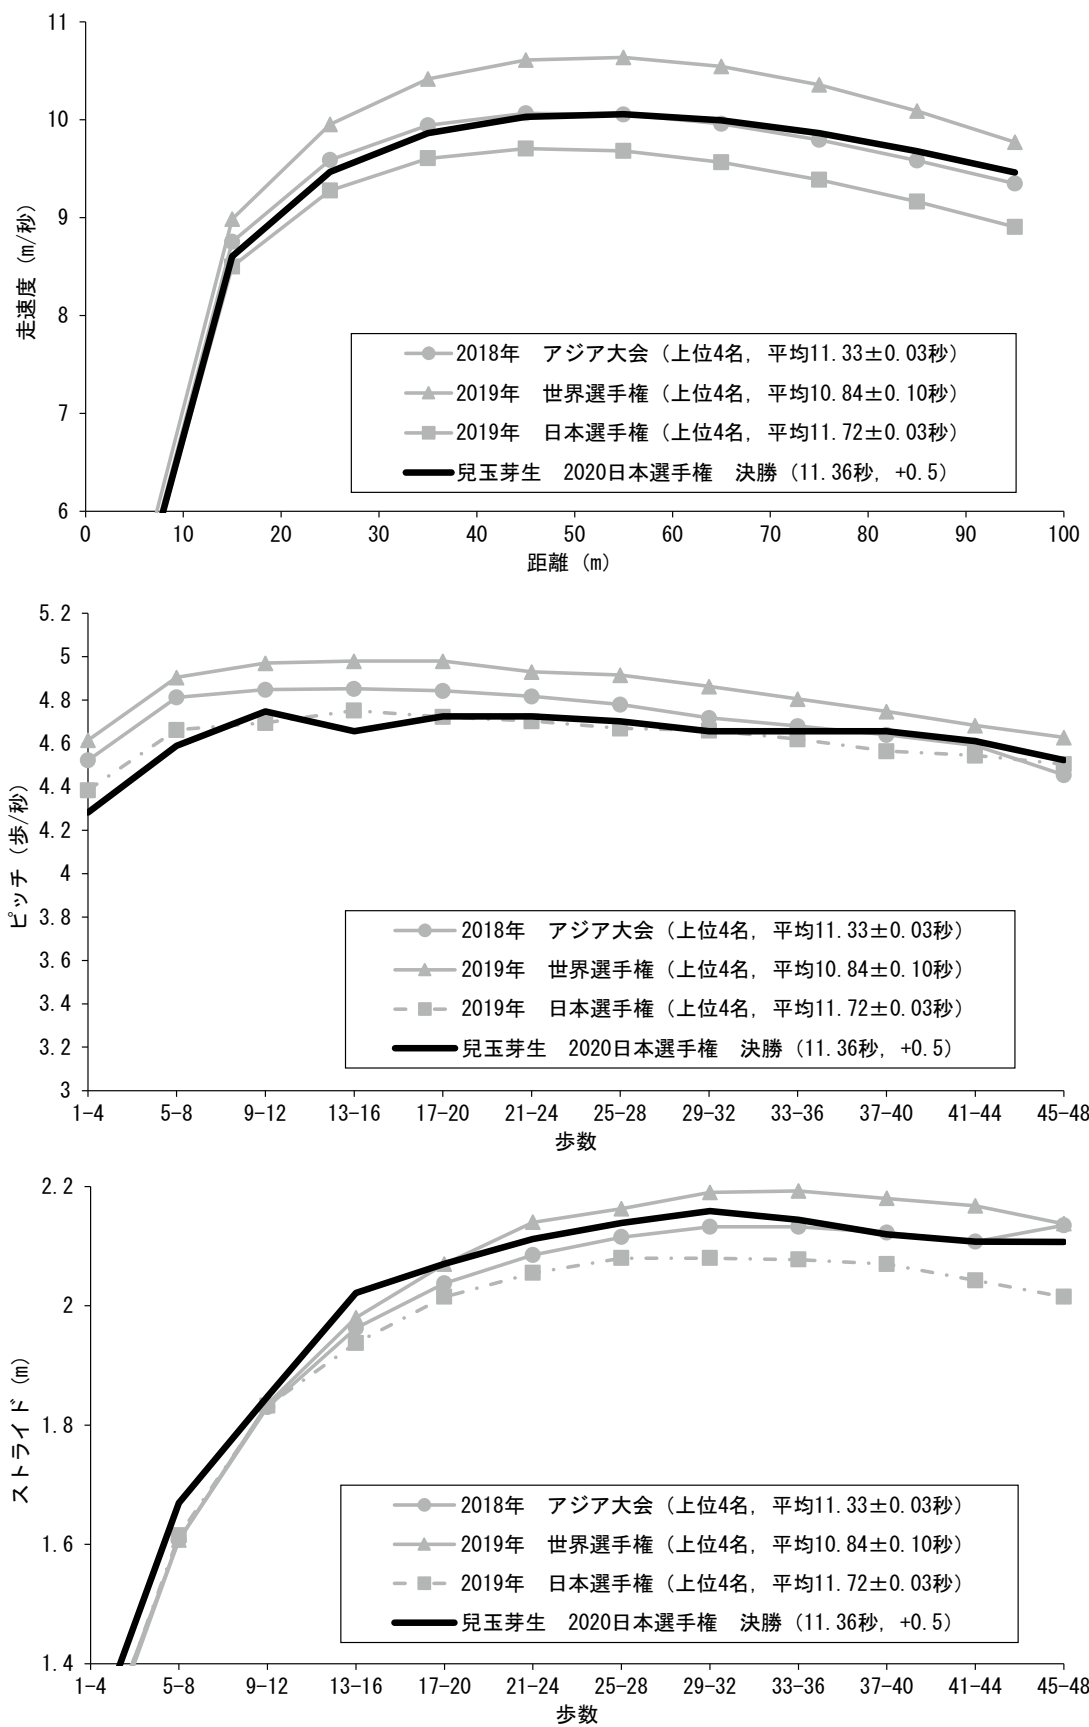 11
10
9
8
7
6
走速度（m/秒）
2018年　アジア大会（上位4名，平均11.33±0.03秒）
2019年　世界選手権（上位4名，平均10.84±0.10秒）
2019年　日本選手権（上位4名，平均11.72±0.03秒）
兒玉芽生　2020日本選手権　決勝（11.36秒，+0.5）
0 10 20 30 40 50 60 70 80 90 100
距離（m）
5.2
5
4.8
4.6
4.4
4.2
4
3.8
3.6
3.4
3.2
3
ピッチ（歩/秒）
2018年　アジア大会（上位4名，平均11.33±0.03秒）
2019年　世界選手権（上位4名，平均10.84±0.10秒）
2019年　日本選手権（上位4名，平均11.72±0.03秒）
兒玉芽生　2020日本選手権　決勝（11.36秒，+0.5）
1-4 5-8 9-12 13-16 17-20 21-24 25-28 29-32 33-36 37-40 41-44 45-48
歩数
2.2
2
1.8
1.6
1.4
ストライド（m）
2018年　アジア大会（上位4名，平均11.33±0.03秒）
2019年　世界選手権（上位4名，平均10.84±0.10秒）
2019年　日本選手権（上位4名，平均11.72±0.03秒）
兒玉芽生　2020日本選手権　決勝（11.36秒，+0.5）
1-4 5-8 9-12 13-16 17-20 21-24 25-28 29-32 33-36 37-40 41-44 45-48
歩数